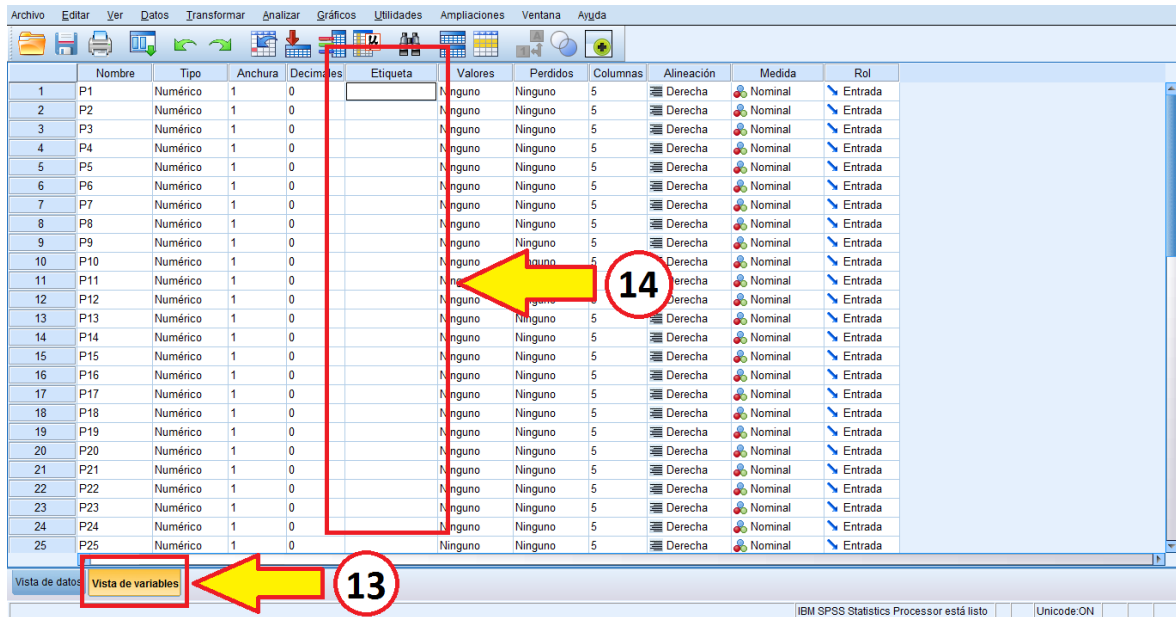 Archivo Editar Ver Datos Transformar Analizar Gráficos Utilidades Ampliaciones Ventana Ayuda
Nombre Tipo Anchura Decimales Etiqueta Valores Perdidos Columnas Alineación Medida Rol
1 P1 Numérico 1 0 Ninguno Ninguno 5 Derecha Nominal Entrada
2 P2 Numérico 1 0 Ninguno Ninguno 5 Derecha Nominal Entrada
3 P3 Numérico 1 0 Ninguno Ninguno 5 Derecha Nominal Entrada
4 P4 Numérico 1 0 Ninguno Ninguno 5 Derecha Nominal Entrada
5 P5 Numérico 1 0 Ninguno Ninguno 5 Derecha Nominal Entrada
6 P6 Numérico 1 0 Ninguno Ninguno 5 Derecha Nominal Entrada
7 P7 Numérico 1 0 Ninguno Ninguno 5 Derecha Nominal Entrada
8 P8 Numérico 1 0 Ninguno Ninguno 5 Derecha Nominal Entrada
9 P9 Numérico 1 0 Ninguno Ninguno 5 Derecha Nominal Entrada
10 P10 Numérico 1 0 Ninguno Ninguno 5 Derecha Nominal Entrada
11 P11 Numérico 1 0 Nominal Entrada
14
12 P12 Numérico 1 0 Ninguno Derecha Nominal Entrada
13 P13 Numérico 1 0 Ninguno Ninguno 5 Derecha Nominal Entrada
14 P14 Numérico 1 0 Ninguno Ninguno 5 Derecha Nominal Entrada
15 P15 Numérico 1 0 Ninguno Ninguno 5 Derecha Nominal Entrada
16 P16 Numérico 1 0 Ninguno Ninguno 5 Derecha Nominal Entrada
17 P17 Numérico 1 0 Ninguno Ninguno 5 Derecha Nominal Entrada
18 P18 Numérico 1 0 Ninguno Ninguno 5 Derecha Nominal Entrada
19 P19 Numérico 1 0 Ninguno Ninguno 5 Derecha Nominal Entrada
20 P20 Numérico 1 0 Ninguno Ninguno 5 Derecha Nominal Entrada
21 P21 Numérico 1 0 Ninguno Ninguno 5 Derecha Nominal Entrada
22 P22 Numérico 1 0 Ninguno Ninguno 5 Derecha Nominal Entrada
23 P23 Numérico 1 0 Ninguno Ninguno 5 Derecha Nominal Entrada
24 P24 Numérico 1 0 Ninguno Ninguno 5 Derecha Nominal Entrada
25 P25 Numérico 1 0 Ninguno Ninguno 5 Derecha Nominal Entrada
Vista de datos Vista de variables
13
IBM SPSS Statistics Processor está listo Unicode:ON